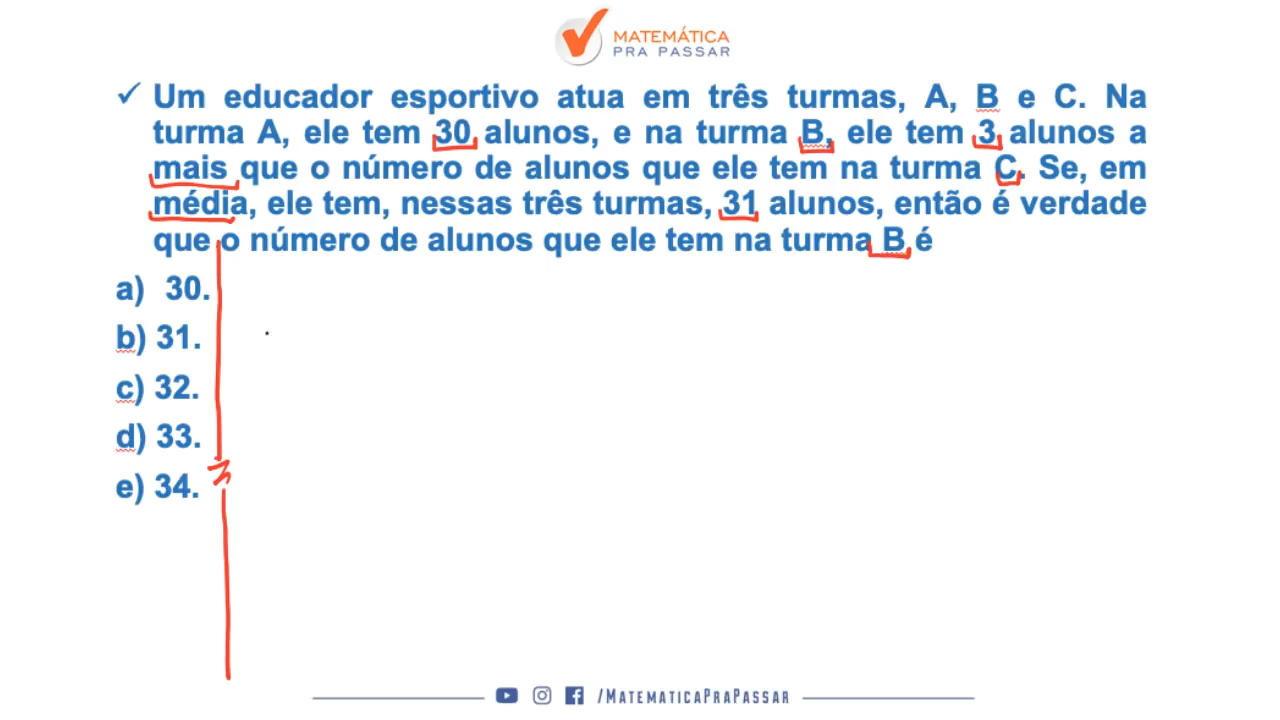 MATEMÁTICA
PRA PASSAR
✓ Um educador esportivo atua em três turmas, A, B e C. Na
turma A, ele tem 30 alunos, e na turma B, ele tem 3 alunos a
mais que o número de alunos que ele tem na turma C. Se, em
média, ele tem, nessas três turmas, 31 alunos, então é verdade
que o número de alunos que ele tem na turma B é
a) 30.
b) 31.
c) 32.
d) 33.
e) 34.
/MATEMATICAPRAPASSAR